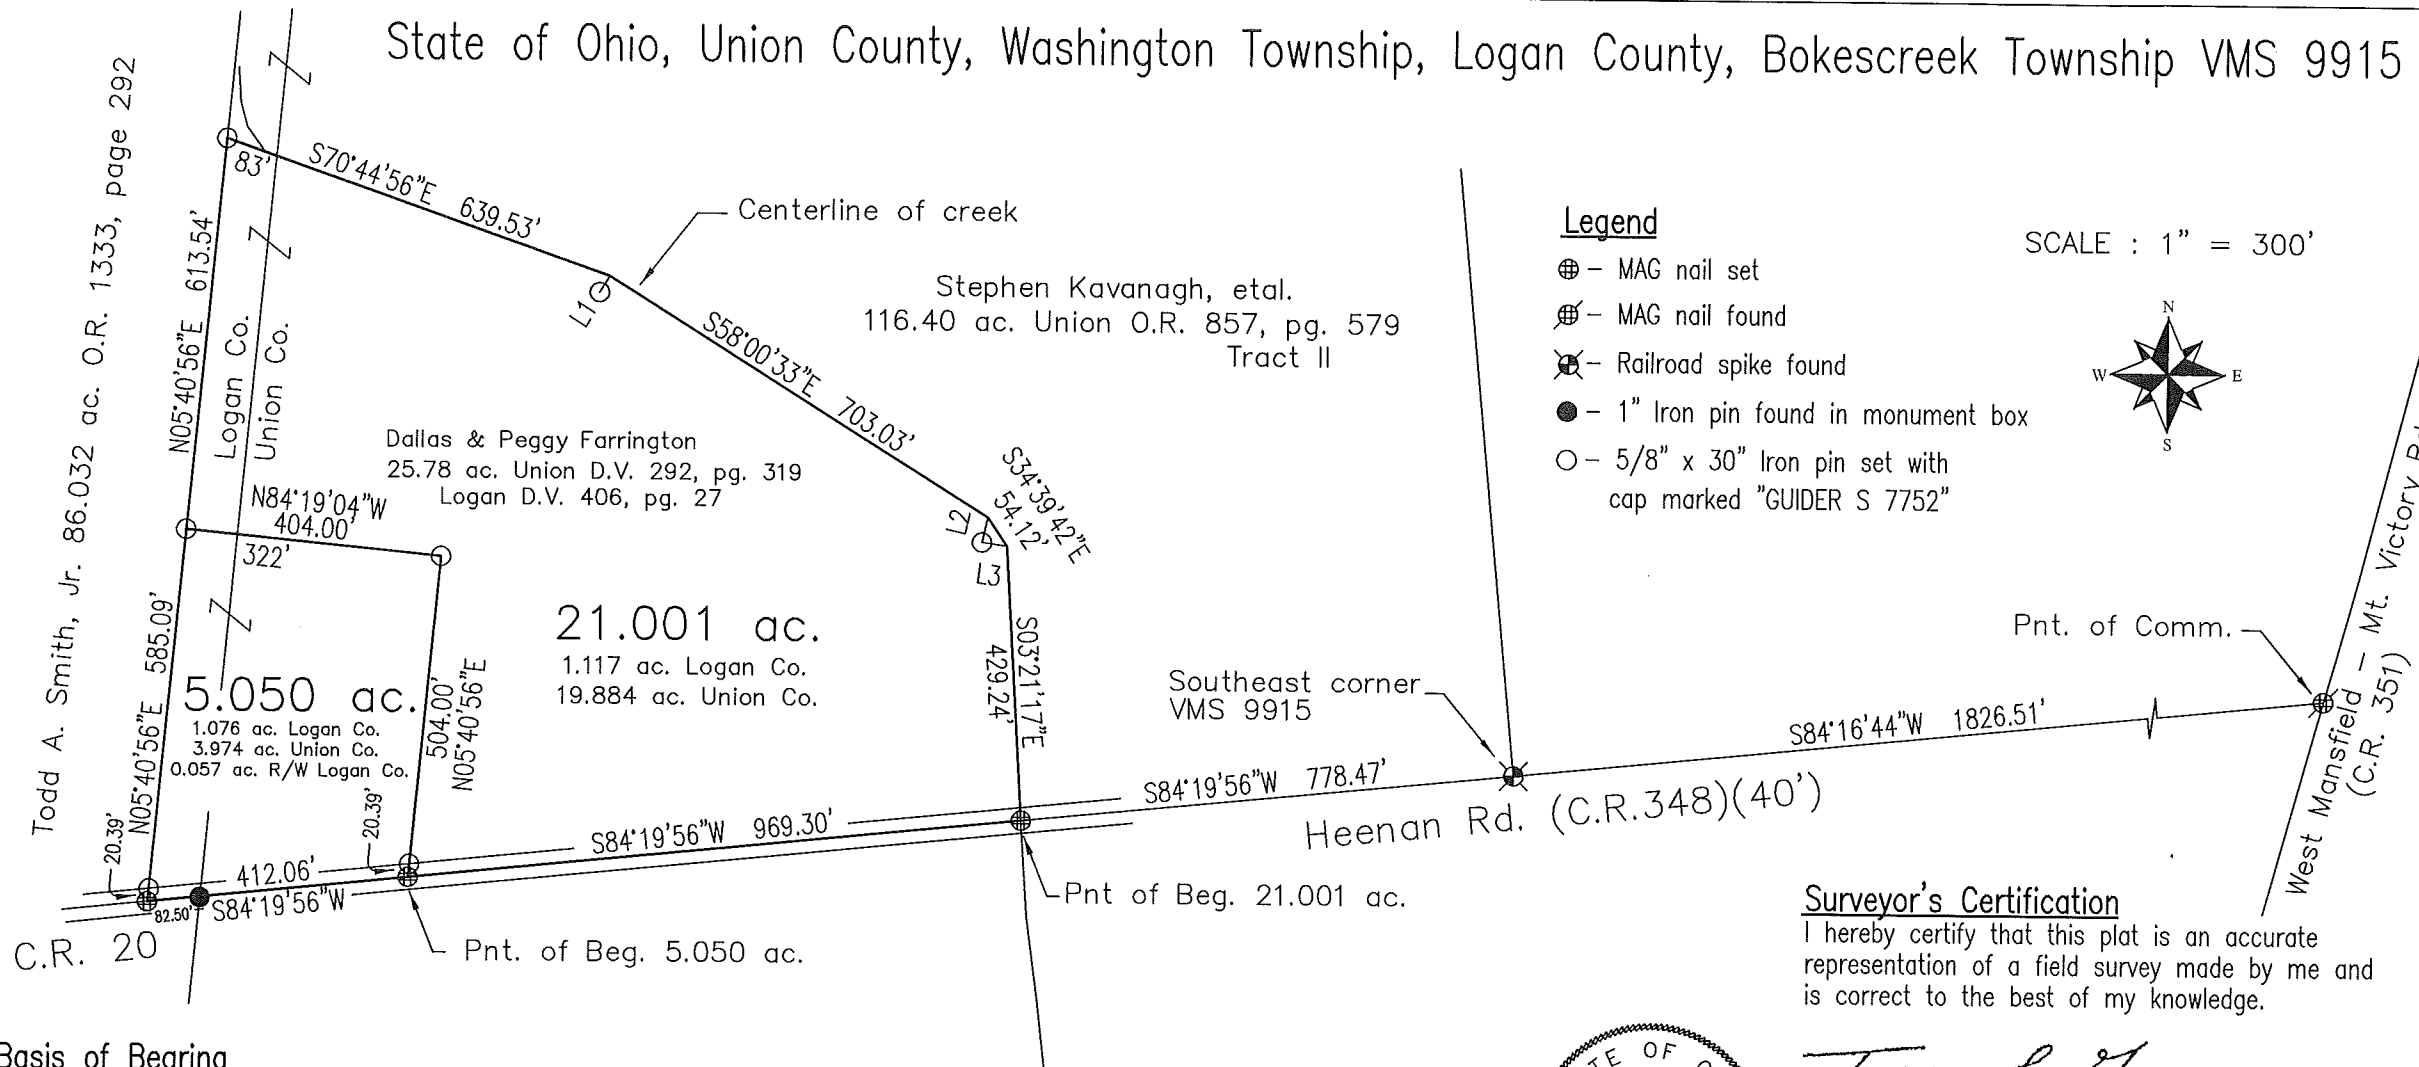 State of Ohio, Union County, Washington Township, Logan County, Bokescreek Township VMS 9915
Todd A. Smith, Jr. 86.032 ac. O.R. 1333, page 292
83'
S70°44'56"E 639.53'
Centerline of creek
L1
N05°40'56"E 613.54'
Logan Co.
Union Co.
Stephen Kavanagh, etal.
116.40 ac. Union O.R. 857, pg. 579
Tract II
S58°00'33"E 703.03'
Dallas & Peggy Farrington
25.78 ac. Union D.V. 292, pg. 319
Logan D.V. 406, pg. 27
N84°19'04"W
404.00'
322'
S34°39'42"E
54.12'
L2
L3
Legend
- MAG nail set
- MAG nail found
- Railroad spike found
- 1" Iron pin found in monument box
- 5/8" x 30" Iron pin set with
cap marked "GUIDER S 7752"
SCALE : 1" = 300'
N
W
E
S
N05°40'56"E 585.09'
5.050 ac.
1.076 ac. Logan Co.
3.974 ac. Union Co.
0.057 ac. R/W Logan Co.
504.00'
N05°40'56"E
21.001 ac.
1.117 ac. Logan Co.
19.884 ac. Union Co.
S03°21'17"E
429.24'
Southeast corner
VMS 9915
Pnt. of Comm.
S84°16'44"W 1826.51'
S84°19'56"W 778.47'
Heenan Rd. (C.R.348)(40')
West Mansfield - Mt. Victory Rd.
(C.R. 351)
20.39'
20.39'
412.06'
S84°19'56"W 969.30'
82.50'
S84°19'56"W
C.R. 20
Pnt. of Beg. 5.050 ac.
Pnt of Beg. 21.001 ac.
Surveyor's Certification
I hereby certify that this plat is an accurate
representation of a field survey made by me and
is correct to the best of my knowledge.
Basis of Bearing
OF